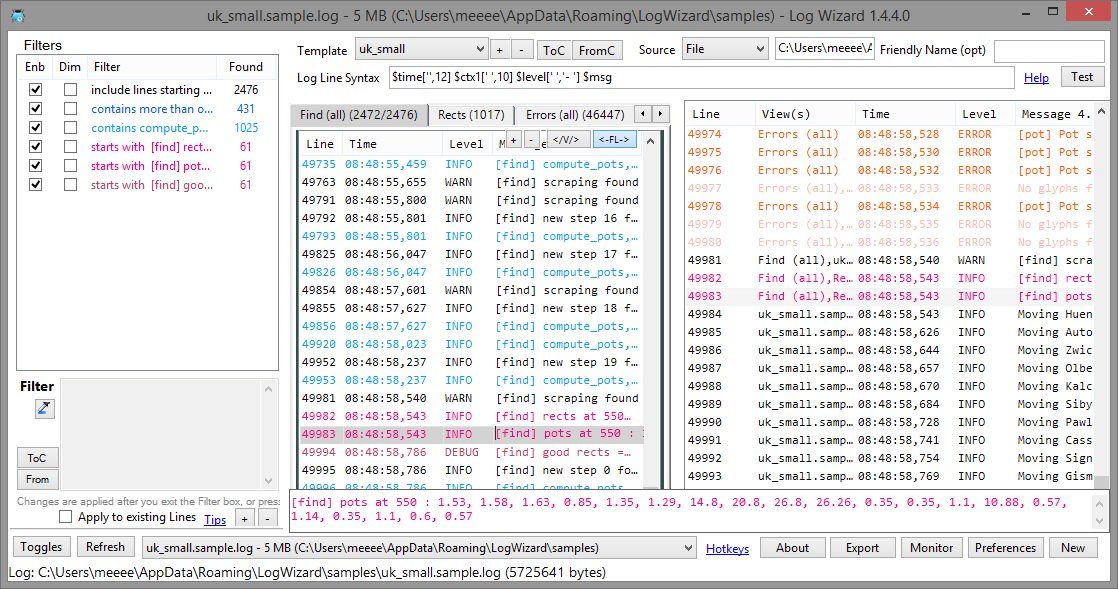 uk_small.sample.log - 5 MB (C:\Users\meeee\AppData\Roaming\LogWizard\samples) - Log Wizard 1.4.4.0
Filters
Enb Dim Filter Found
include lines starting ... 2476
contains more than o... 431
contains compute_p... 1025
starts with [find] rect... 61
starts with [find] pot... 61
starts with [find] goo... 61
Filter
ToC
From
Changes are applied after you exit the Filter box, or press
Apply to existing Lines Tips + -
Template uk_small + - ToC FromC Source File C:\Users\meeee\A Friendly Name (opt)
Log Line Syntax $time['',12] $ctx1[' ',10] $level[' ','- '] $msg Help Test
Find (all) (2472/2476) Rects (1017) Errors (all) (46447)
Line Time Level + - </V/> <-FL->
49735 08:48:55,459 INFO [find] compute_pots,...
49763 08:48:55,655 WARN [find] scraping found
49791 08:48:55,800 WARN [find] scraping found
49792 08:48:55,801 INFO [find] new step 16 f...
49793 08:48:55,801 INFO [find] compute_pots,...
49825 08:48:56,047 INFO [find] new step 17 f...
49826 08:48:56,047 INFO [find] compute_pots,...
49854 08:48:57,601 WARN [find] scraping found
49855 08:48:57,627 INFO [find] new step 18 f...
49856 08:48:57,627 INFO [find] compute_pots,...
49920 08:48:58,023 INFO [find] compute_pots,...
49952 08:48:58,237 INFO [find] new step 19 f...
49953 08:48:58,237 INFO [find] compute_pots,...
49981 08:48:58,540 WARN [find] scraping found
49982 08:48:58,543 INFO [find] rects at 550...
49983 08:48:58,543 INFO [find] pots at 550 :
49994 08:48:58,786 DEBUG [find] good rects =...
49995 08:48:58,786 INFO [find] new step 0 fo...
49996 08:48:58,786 INFO [find] compute_pots
Line View(s) Time Level Message 4.
49974 Errors (all) 08:48:58,528 ERROR [pot] Pot s
49975 Errors (all) 08:48:58,530 ERROR [pot] Pot s
49976 Errors (all) 08:48:58,532 ERROR [pot] Pot s
49977 Errors (all),... 08:48:58,533 ERROR No glyphs f
49978 Errors (all) 08:48:58,534 ERROR [pot] Pot s
49979 Errors (all),... 08:48:58,535 ERROR No glyphs f
49980 Errors (all),... 08:48:58,536 ERROR No glyphs f
49981 Find (all),uk... 08:48:58,540 WARN [find] scra
49982 Find (all),Re... 08:48:58,543 INFO [find] rect
49983 Find (all),Re... 08:48:58,543 INFO [find] pots
49984 uk_small.samp... 08:48:58,543 INFO Moving Huen
49985 uk_small.samp... 08:48:58,626 INFO Moving Auto
49986 uk_small.samp... 08:48:58,644 INFO Moving Zwic
49987 uk_small.samp... 08:48:58,657 INFO Moving Olbe
49988 uk_small.samp... 08:48:58,670 INFO Moving Kalc
49989 uk_small.samp... 08:48:58,684 INFO Moving Siby
49990 uk_small.samp... 08:48:58,728 INFO Moving Pawl
49991 uk_small.samp... 08:48:58,741 INFO Moving Cass
49992 uk_small.samp... 08:48:58,754 INFO Moving Sign
49993 uk_small.samp... 08:48:58,769 INFO Moving Gism
[find] pots at 550 : 1.53, 1.58, 1.63, 0.85, 1.35, 1.29, 14.8, 20.8, 26.8, 26.26, 0.35, 0.35, 1.1, 10.88, 0.57,
1.14, 0.35, 1.1, 0.6, 0.57
Toggles Refresh uk_small.sample.log - 5 MB (C:\Users\meeee\AppData\Roaming\LogWizard\samples) Hotkeys About Export Monitor Preferences New
Log: C:\Users\meeee\AppData\Roaming\LogWizard\samples\uk_small.sample.log (5725641 bytes)